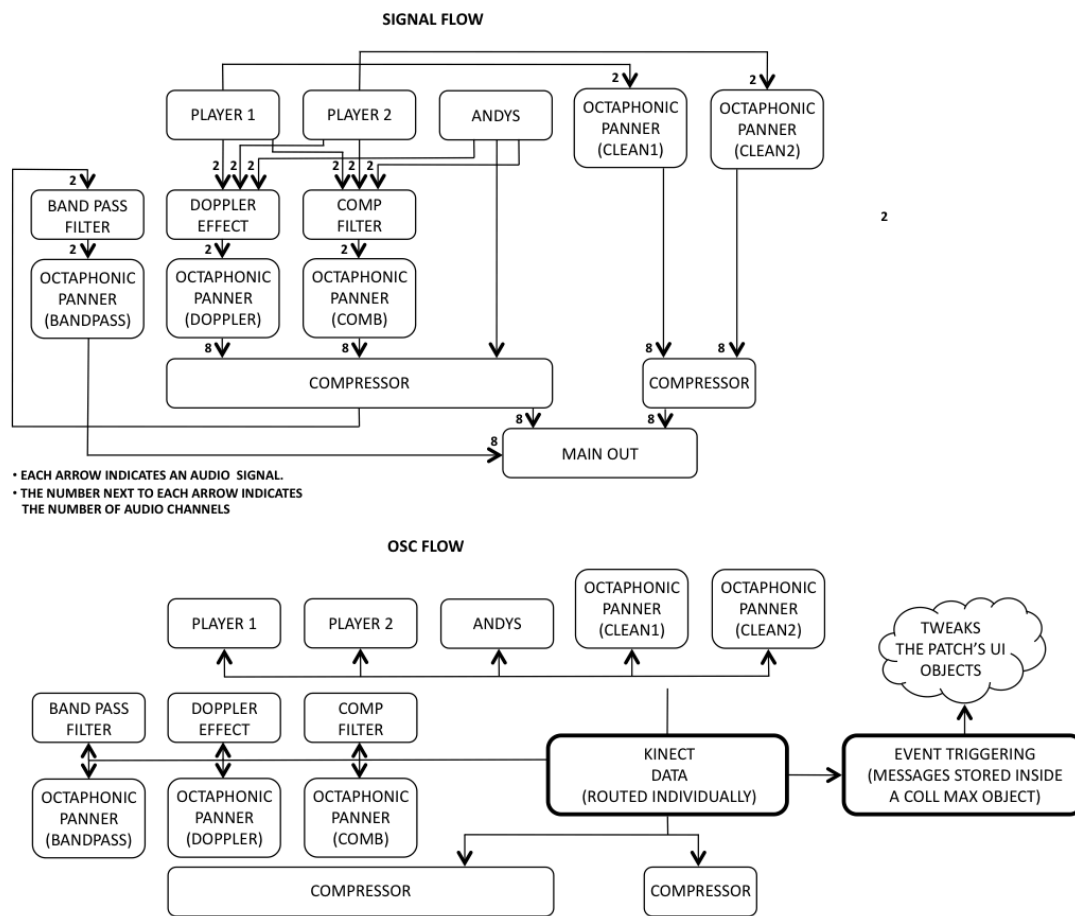 SIGNAL FLOW
2
2
PLAYER 1
PLAYER 2
ANDYS
OCTAPHONIC
PANNER
(CLEAN1)
OCTAPHONIC
PANNER
(CLEAN2)
2
2
2
2
2
2
2
BAND PASS
FILTER
DOPPLER
EFFECT
COMP
FILTER
2
2
2
2
OCTAPHONIC
PANNER
(BANDPASS)
OCTAPHONIC
PANNER
(DOPPLER)
OCTAPHONIC
PANNER
(COMB)
8
8
8
8
COMPRESSOR
COMPRESSOR
8
8
8
MAIN OUT
• EACH ARROW INDICATES AN AUDIO SIGNAL.
• THE NUMBER NEXT TO EACH ARROW INDICATES
THE NUMBER OF AUDIO CHANNELS
OSC FLOW
PLAYER 1
PLAYER 2
ANDYS
OCTAPHONIC
PANNER
(CLEAN1)
OCTAPHONIC
PANNER
(CLEAN2)
TWEAKS
THE PATCH'S UI
OBJECTS
BAND PASS
FILTER
DOPPLER
EFFECT
COMP
FILTER
KINECT
DATA
(ROUTED INDIVIDUALLY)
EVENT TRIGGERING
(MESSAGES STORED INSIDE
A COLL MAX OBJECT)
OCTAPHONIC
PANNER
(BANDPASS)
OCTAPHONIC
PANNER
(DOPPLER)
OCTAPHONIC
PANNER
(COMB)
COMPRESSOR
COMPRESSOR